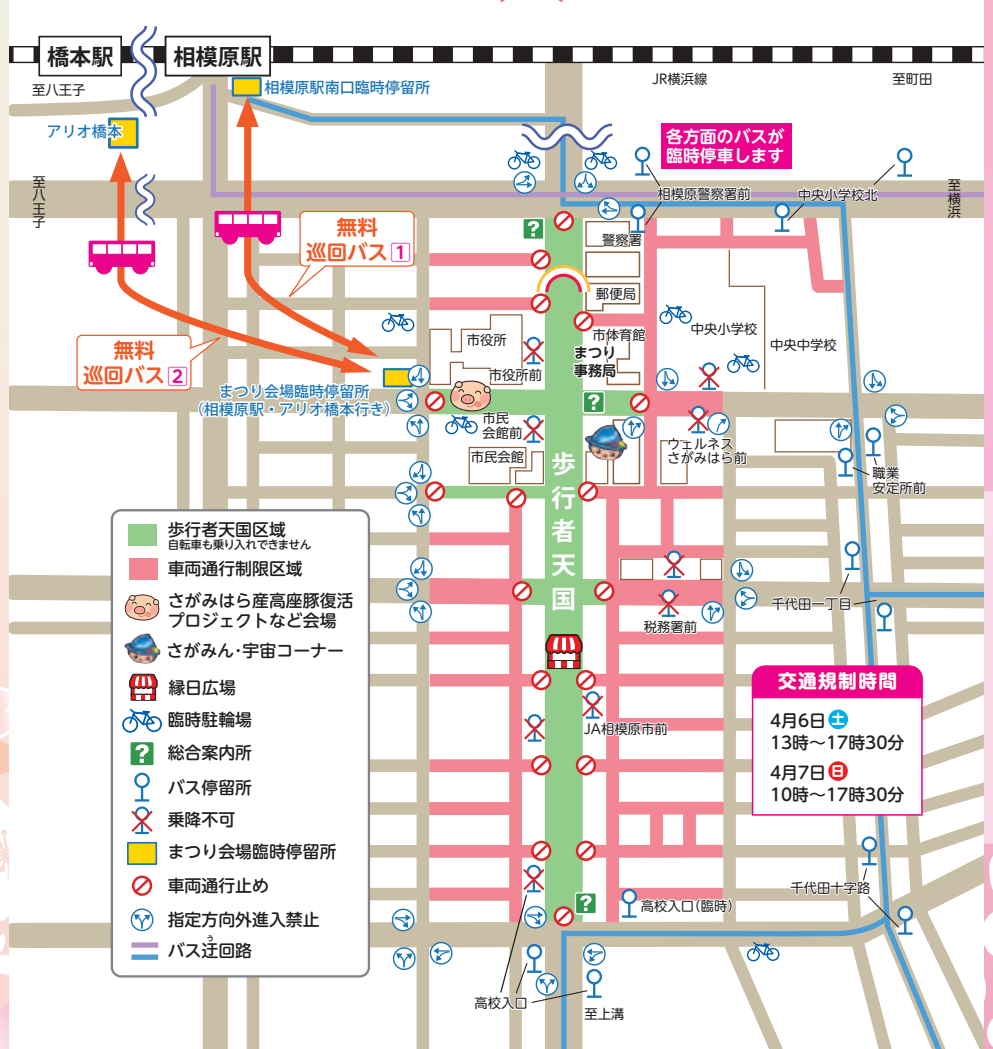 橋本駅
相模原駅
至八王子
相模原駅南口臨時停留所
JR横浜線
至町田
アリオ橋本
各方面のバスが
臨時停車します
至八王子
相模原警察署前
中央小学校北
至横浜
無料
巡回バス1
?
警察署
郵便局
市役所
市体育館
中央小学校
まつり
事務局
中央中学校
無料
巡回バス2
市役所前
まつり会場臨時停留所
(相模原駅・アリオ橋本行き)
?
市民
会館前
ウェルネス
さがみはら前
市民会館
職業
安定所前
歩行者天国
歩行者天国区域
自転車も乗り入れできません
車両通行制限区域
さがみはら産高座豚復活
プロジェクトなど会場
さがみん・宇宙コーナー
縁日広場
臨時駐輪場
?
総合案内所
バス停留所
乗降不可
まつり会場臨時停留所
車両通行止め
指定方向外進入禁止
う
バス迂回路
千代田一丁目
税務署前
交通規制時間
4月6日土
13時〜17時30分
4月7日日
10時〜17時30分
JA相模原市前
千代田十字路
?
高校入口(臨時)
高校入口
至上溝